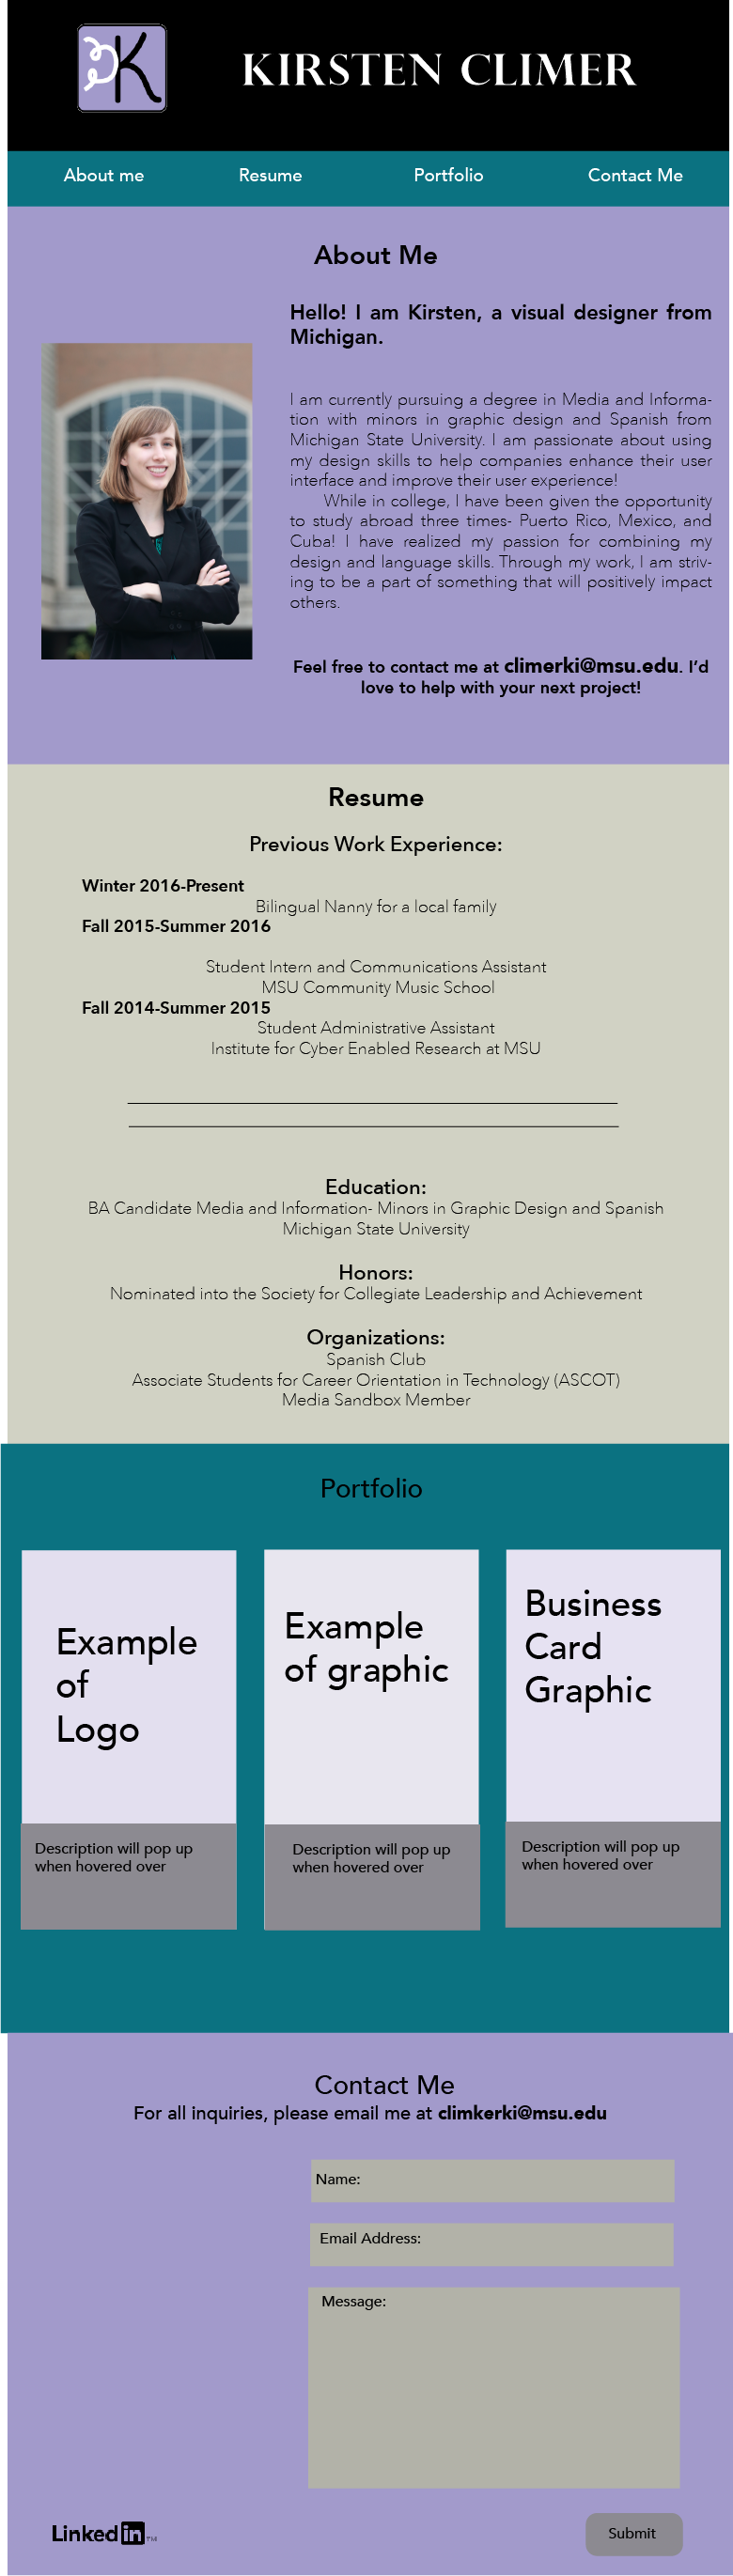 K
KIRSTEN CLIMER
About me Resume Portfolio Contact Me
About Me
Hello! I am Kirsten, a visual designer from
Michigan.
I am currently pursuing a degree in Media and Informa-
tion with minors in graphic design and Spanish from
Michigan State University. I am passionate about using
my design skills to help companies enhance their user
interface and improve their user experience!
While in college, I have been given the opportunity
to study abroad three times- Puerto Rico, Mexico, and
Cuba! I have realized my passion for combining my
design and language skills. Through my work, I am striv-
ing to be a part of something that will positively impact
others.
Feel free to contact me at climerki@msu.edu. I’d
love to help with your next project!
Resume
Previous Work Experience:
Winter 2016-Present
Bilingual Nanny for a local family
Fall 2015-Summer 2016
Student Intern and Communications Assistant
MSU Community Music School
Fall 2014-Summer 2015
Student Administrative Assistant
Institute for Cyber Enabled Research at MSU
Education:
BA Candidate Media and Information- Minors in Graphic Design and Spanish
Michigan State University
Honors:
Nominated into the Society for Collegiate Leadership and Achievement
Organizations:
Spanish Club
Associate Students for Career Orientation in Technology (ASCOT)
Media Sandbox Member
Portfolio
Example
of
Logo
Description will pop up
when hovered over
Example
of graphic
Description will pop up
when hovered over
Business
Card
Graphic
Description will pop up
when hovered over
Contact Me
For all inquiries, please email me at climkerki@msu.edu
Name:
Email Address:
Message:
Linked in TM
Submit